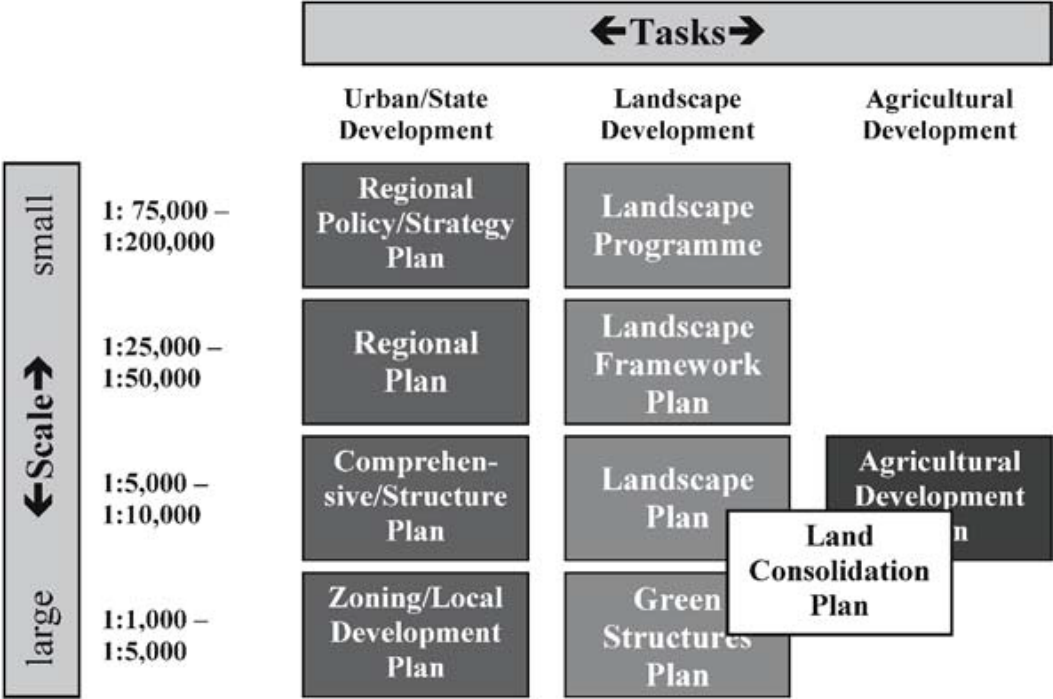 ←Tasks→
Urban/State
Development
Landscape
Development
Agricultural
Development
small
←Scale→
large
1: 75,000 –
1:200,000
Regional
Policy/Strategy
Plan
Landscape
Programme
1:25,000 –
1:50,000
Regional
Plan
Landscape
Framework
Plan
1:5,000 –
1:10,000
Comprehen-
sive/Structure
Plan
Landscape
Plan
Agricultural
Development
n
Land
Consolidation
Plan
1:1,000 –
1:5,000
Zoning/Local
Development
Plan
Green
Structures
Plan